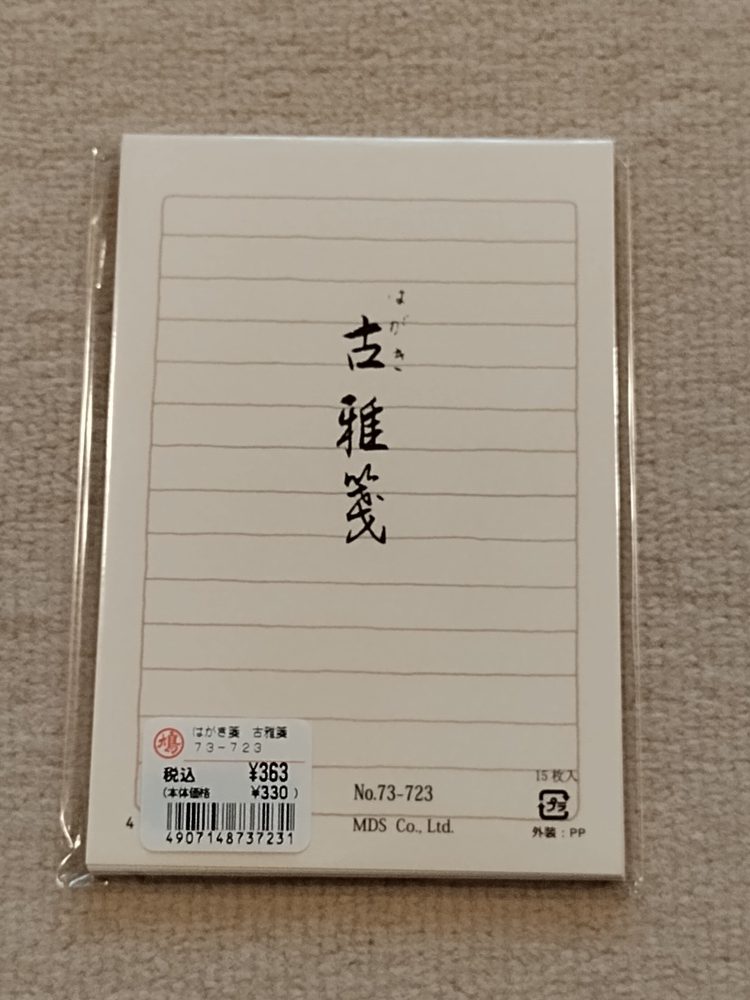 はがき
古雅箋
鳩
はがき箋 古雅箋
73-723
税込 ¥363
(本体価格 ¥330)
4907148737231
4
No.73-723
MDS Co., Ltd.
15枚入
プラ
外装:PP